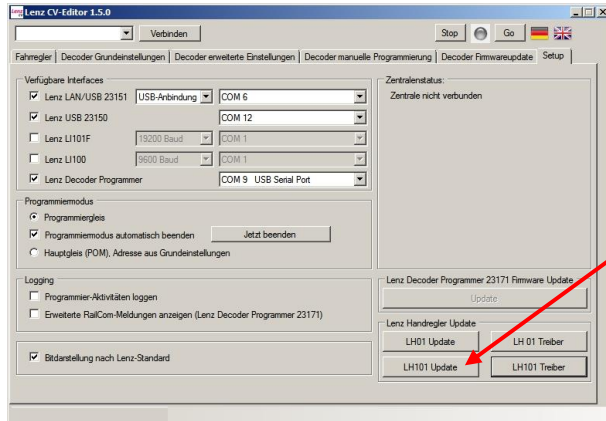 Lenz CV-Editor 1.5.0
Verbinden
Stop
Go
Fahrregler
Decoder Grundeinstellungen
Decoder erweiterte Einstellungen
Decoder manuelle Programmierung
Decoder Firmwareupdate
Setup
Verfügbare Interfaces
Lenz LAN/USB 23151 USB-Anbindung COM 6
Lenz USB 23150 COM 12
Lenz LI101F 19200 Baud COM 1
Lenz LI100 9600 Baud COM 1
Lenz Decoder Programmer COM 9 USB Serial Port
Programmiermodus
Programmiergleis
Programmiermodus automatisch beenden Jetzt beenden
Hauptgleis (POM), Adresse aus Grundeinstellungen
Logging
Programmier-Aktivitäten loggen
Erweiterte RailCom-Meldungen anzeigen (Lenz Decoder Programmer 23171)
Bitdarstellung nach Lenz-Standard
Zentralenstatus:
Zentrale nicht verbunden
Lenz Decoder Programmer 23171 Firmware Update
Update
Lenz Handregler Update
LH01 Update LH 01 Treiber
LH101 Update LH101 Treiber